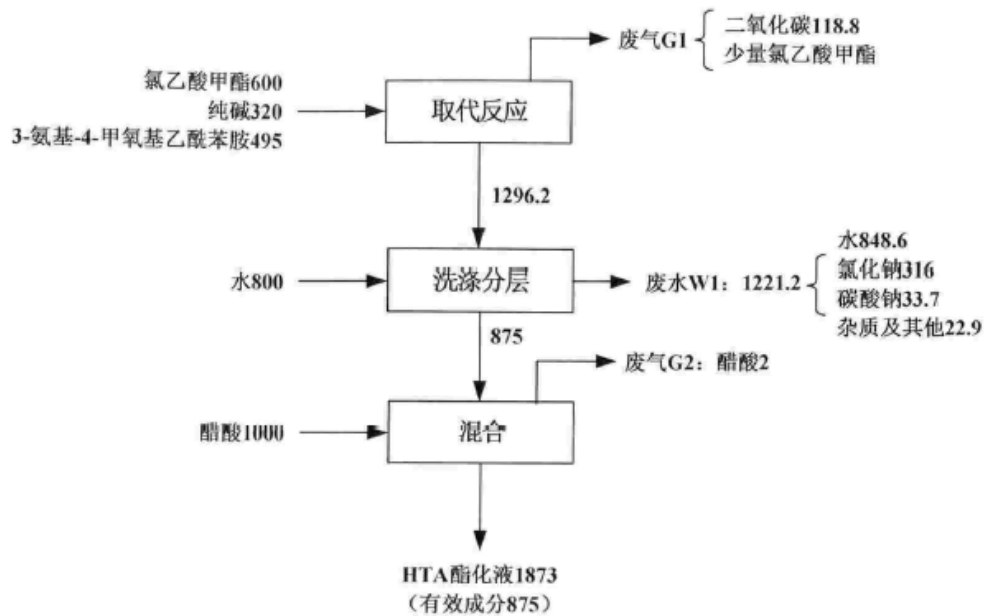 废气G1
二氧化碳118.8
少量氯乙酸甲酯
氯乙酸甲酯600
纯碱320
3-氨基-4-甲氧基乙酰苯胺495
取代反应
1296.2
水800
洗涤分层
废水W1：1221.2
水848.6
氯化钠316
碳酸钠33.7
杂质及其他22.9
875
废气G2：醋酸2
醋酸1000
混合
HTA酯化液1873
（有效成分875）